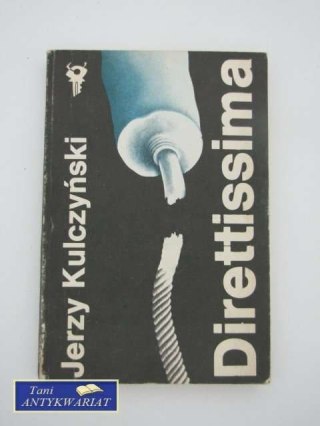 Jerzy Kulczyński
Direttissima
Tani
ANTYKWARIAT